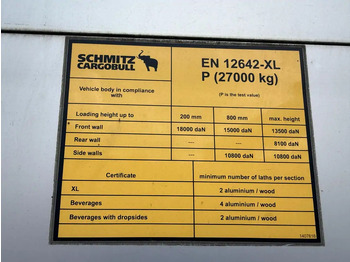 SCHMITZ
CARGOBULL
EN 12642-XL
P (27000 kg)
Vehicle body in compliance
with
(P is the test value)
Loading height up to 200 mm 800 mm max. height
Front wall 18000 daN 15000 daN 13500 daN
Rear wall — — 8100 daN
Side walls — 10800 daN 10800 daN
Certificate minimum number of laths per section
XL 2 aluminium / wood
Beverages 4 aluminium / wood
Beverages with dropsides 2 aluminium / wood